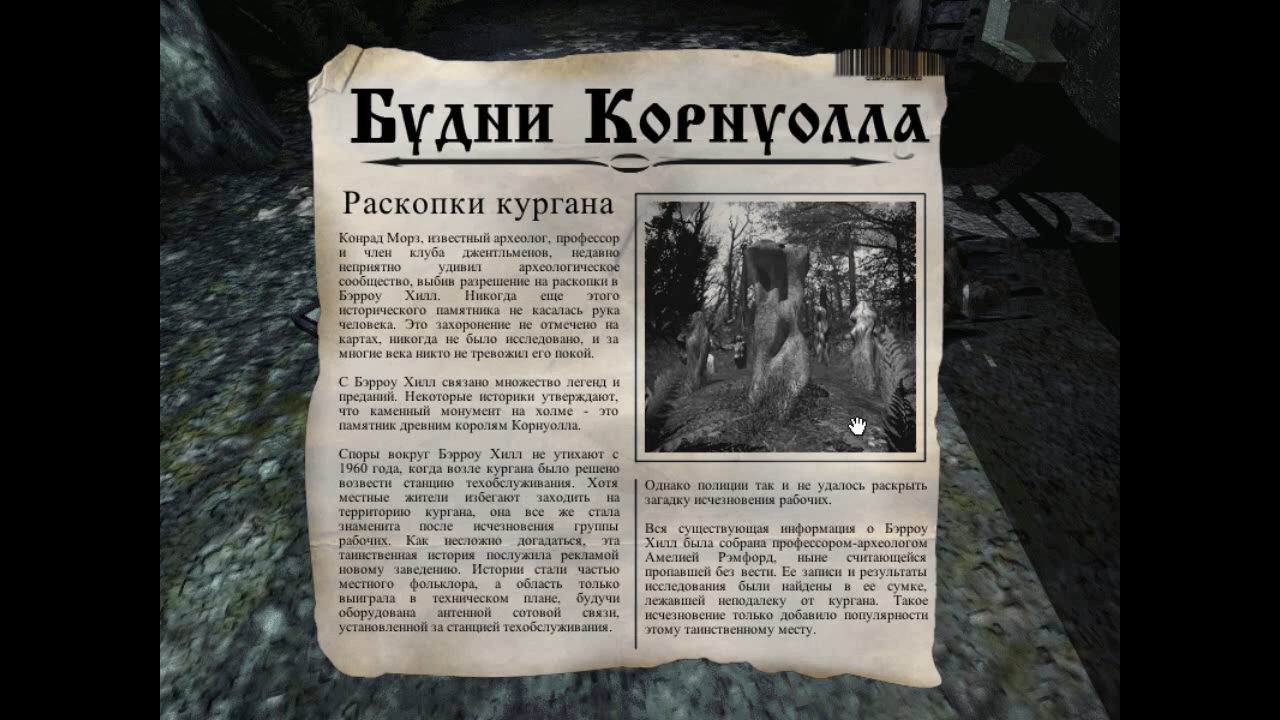 Будни Корнуолла
Раскопки кургана
Конрад Морз, известный археолог, профессор
и член клуба джентльменов, недавно
неприятно удивил археологическое
сообщество, выбив разрешение на раскопки в
Бэрроу Хилл. Никогда еще этого
исторического памятника не касалась рука
человека. Это захоронение не отмечено на
картах, никогда не было исследовано, и за
многие века никто не тревожил его покой.
С Бэрроу Хилл связано множество легенд и
преданий. Некоторые историки утверждают,
что каменный монумент на холме - это
памятник древним королям Корнуолла.
Споры вокруг Бэрроу Хилл не утихают с
1960 года, когда возле кургана было решено
возвести станцию техобслуживания. Хотя
местные жители избегают заходить на
территорию кургана, она все же стала
знаменита после исчезновения группы
рабочих. Как несложно догадаться, эта
таинственная история послужила рекламой
новому заведению. Истории стали частью
местного фольклора, а область только
выиграла в техническом плане, будучи
оборудована антенной сотовой связи,
установленной за станцией техобслуживания.
Однако полиции так и не удалось раскрыть
загадку исчезновения рабочих.
Вся существующая информация о Бэрроу
Хилл была собрана профессором-археологом
Амелией Рэмфорд, ныне считающейся
пропавшей без вести. Ее записи и результаты
исследования были найдены в ее сумке,
лежавшей неподалеку от кургана. Такое
исчезновение только добавило популярности
этому таинственному месту.